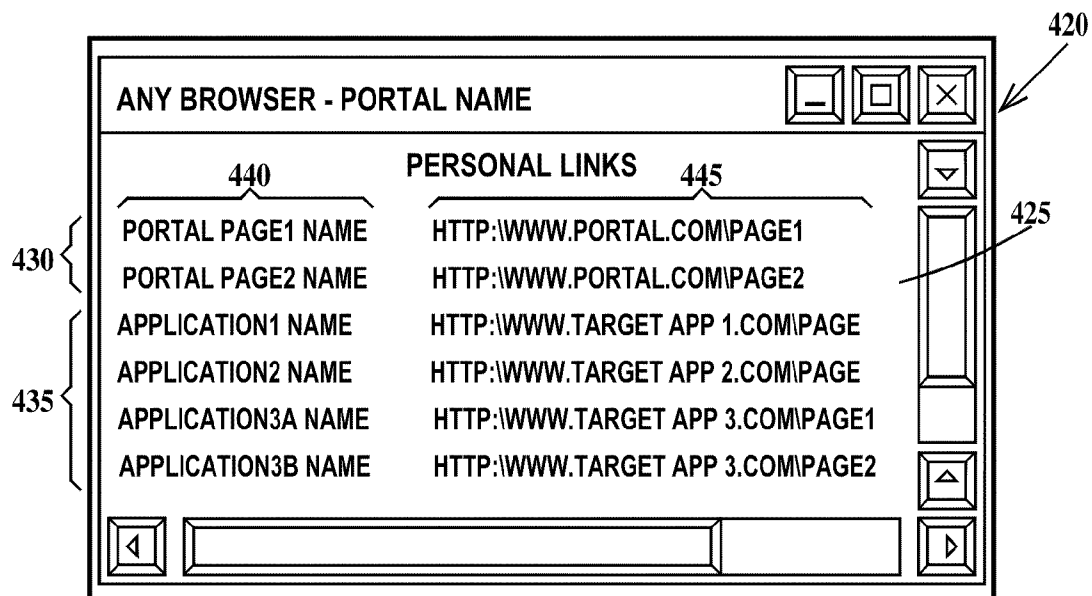 420
ANY BROWSER - PORTAL NAME
PERSONAL LINKS
440 445
425
430
PORTAL PAGE1 NAME HTTP:\WWW.PORTAL.COM\PAGE1
PORTAL PAGE2 NAME HTTP:\WWW.PORTAL.COM\PAGE2
435
APPLICATION1 NAME HTTP:\WWW.TARGET APP 1.COM\PAGE
APPLICATION2 NAME HTTP:\WWW.TARGET APP 2.COM\PAGE
APPLICATION3A NAME HTTP:\WWW.TARGET APP 3.COM\PAGE1
APPLICATION3B NAME HTTP:\WWW.TARGET APP 3.COM\PAGE2